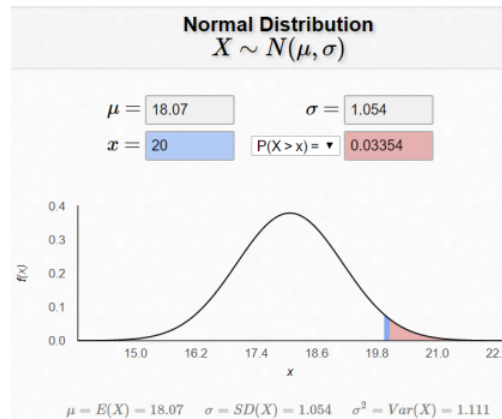 Normal Distribution
X ∼ N(μ, σ)
μ = 18.07 σ = 1.054
x = 20 P(X > x) = ▼ 0.03354
0.4
0.3
0.2
0.1
0.0
f(x)
15.0 16.2 17.4 18.6 19.8 21.0 22.
x
μ = E(X) = 18.07 σ = SD(X) = 1.054 σ² = Var(X) = 1.111